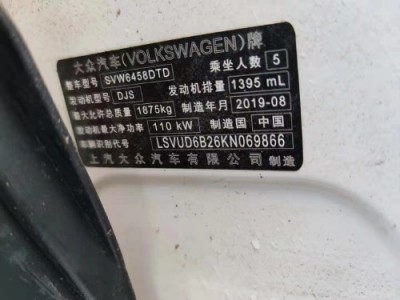 大众汽车(VOLKSWAGEN)牌
整车型号 SVW6458DTD 乘坐人数 5
发动机型号 DJS 发动机排量 1395 mL
最大允许总质量 1875kg 制造年月 2019-08
发动机最大净功率 110 kW 制造国 中国
车辆识别代号 LSVUD6B26KN069866
上汽大众汽车有限公司 制造